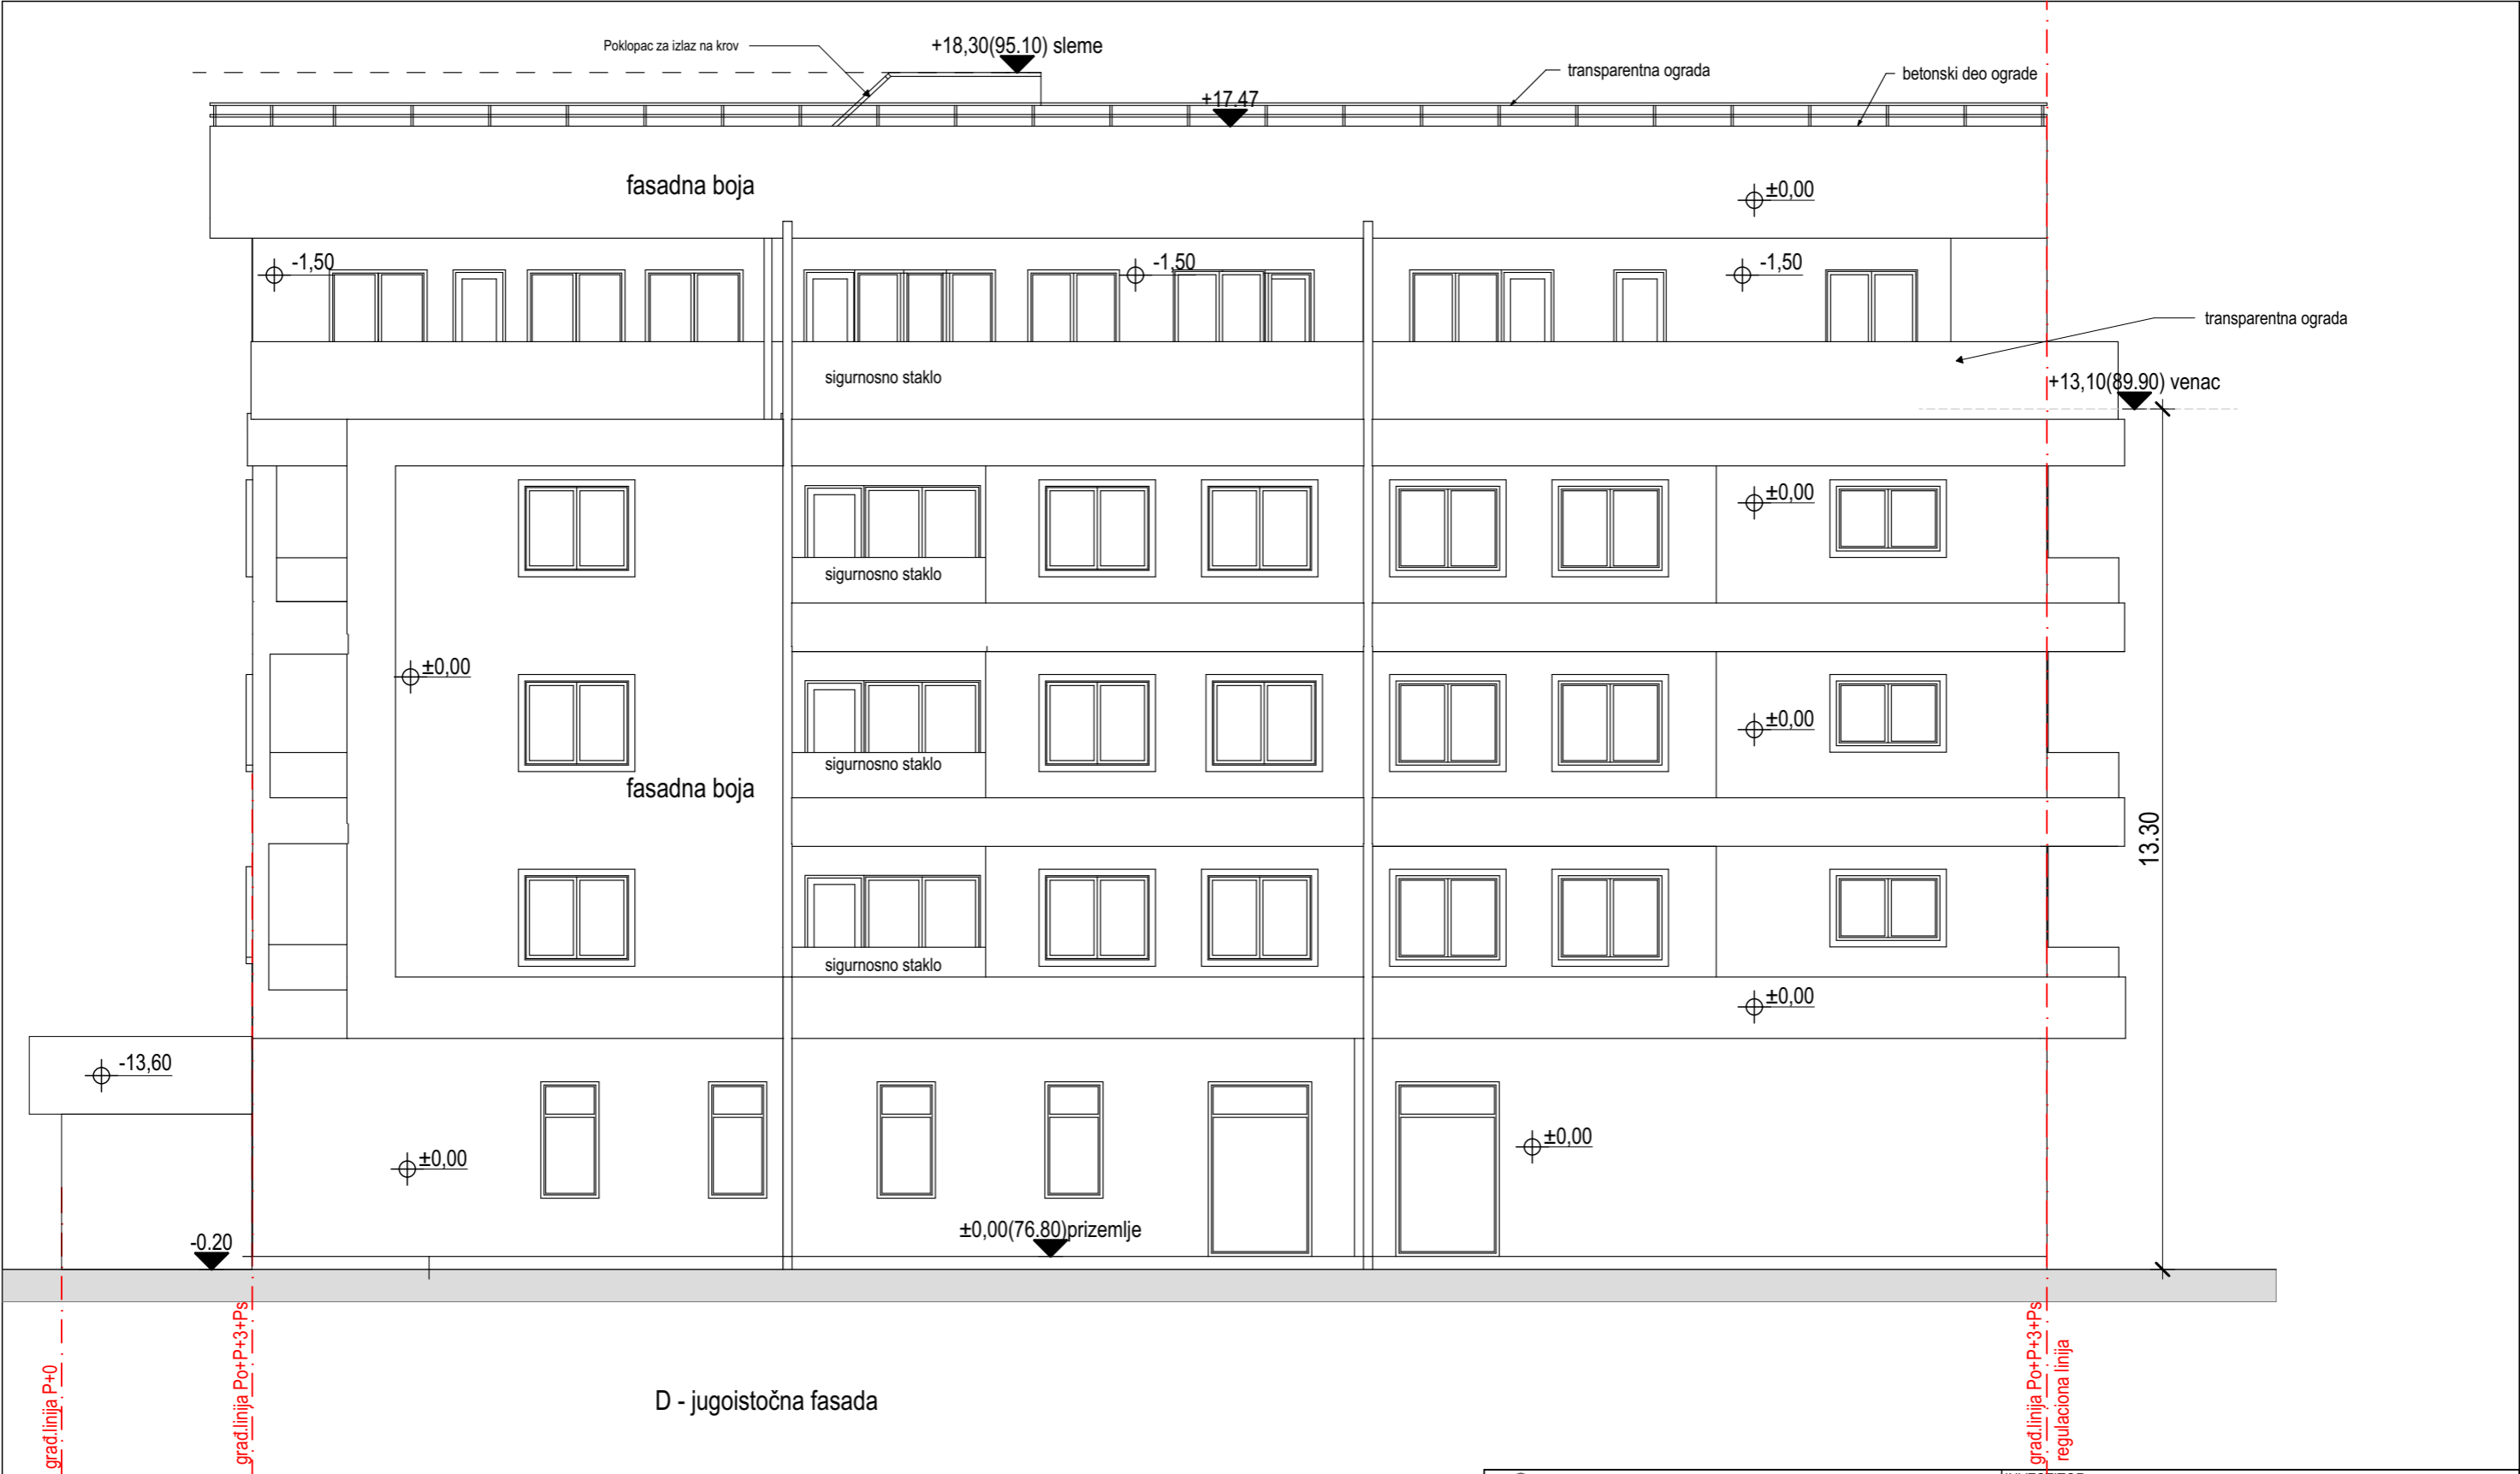 Poklopac za izlaz na krov
+18,30(95.10) sleme
transparentna ograda
betonski deo ograde
+17.47
fasadna boja
±0,00
-1,50
-1,50
-1,50
transparentna ograda
sigurnosno staklo
+13,10(89.90) venac
±0,00
sigurnosno staklo
±0,00
±0,00
sigurnosno staklo
fasadna boja
13.30
sigurnosno staklo
±0,00
-13,60
±0,00
±0,00
-0.20
±0,00(76.80)prizemlje
građ.linija P+0
građ.linija Po+P+3+Ps
građ.linija Po+P+3+Ps
regulaciona linija
D - jugoistočna fasada